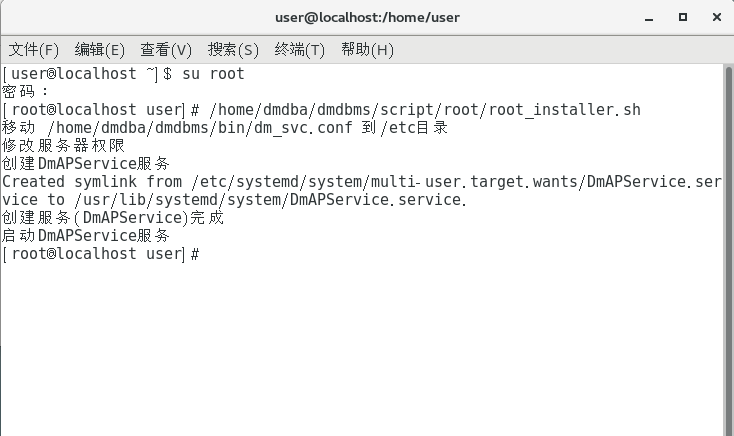 user@localhost:/home/user
文件(F) 编辑(E) 查看(V) 搜索(S) 终端(T) 帮助(H)
[user@localhost ~]$ su root
密码：
[root@localhost user]# /home/dmdba/dmdbms/script/root/root_installer.sh
移动 /home/dmdba/dmdbms/bin/dm_svc.conf 到/etc目录
修改服务器权限
创建DmAPService服务
Created symlink from /etc/systemd/system/multi-user.target.wants/DmAPService.ser
vice to /usr/lib/systemd/system/DmAPService.service.
创建服务(DmAPService)完成
启动DmAPService服务
[root@localhost user]#